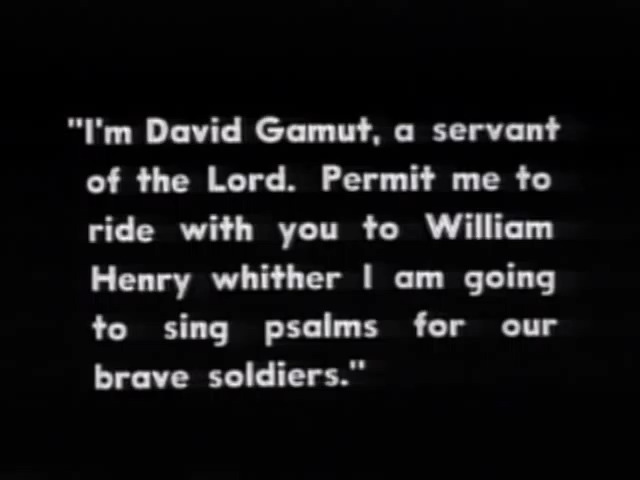 "I'm David Gamut, a servant
of the Lord. Permit me to
ride with you to William
Henry whither I am going
to sing psalms for our
brave soldiers."